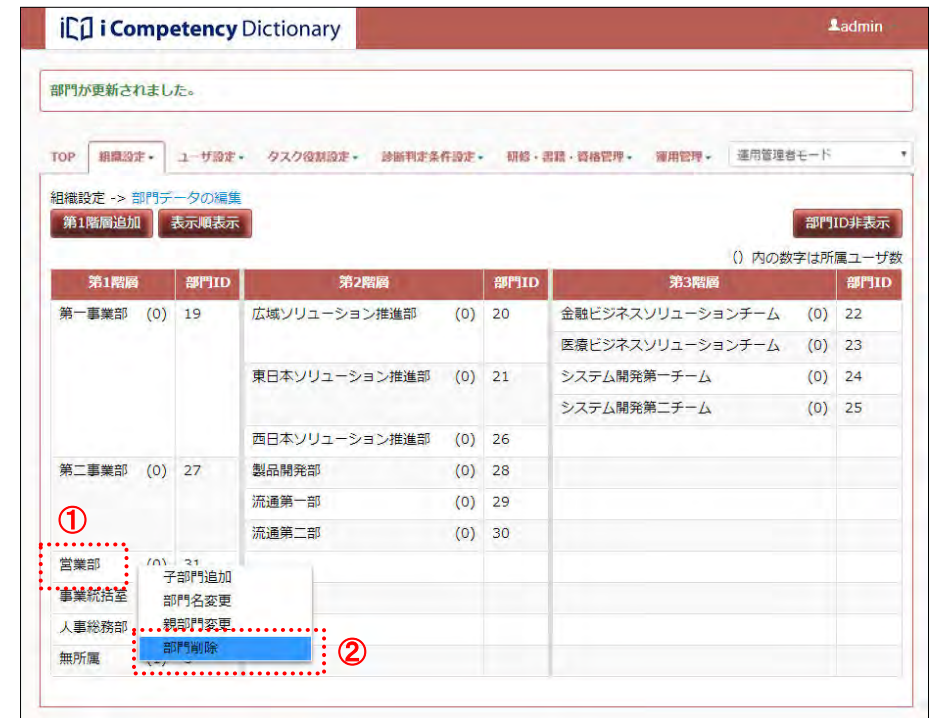 iCD i Competency Dictionary
admin
部門が更新されました。
TOP 組織設定 ユーザ設定 タスク役割設定 診断判定条件設定 研修・書籍・資格管理 運用管理 運用管理者モード
組織設定 -> 部門データの編集
第1階層追加 表示順表示 部門ID非表示
() 内の数字は所属ユーザ数
第1階層 部門ID 第2階層 部門ID 第3階層 部門ID
第一事業部 (0) 19 広域ソリューション推進部 (0) 20 金融ビジネスソリューションチーム (0) 22
医療ビジネスソリューションチーム (0) 23
東日本ソリューション推進部 (0) 21 システム開発第一チーム (0) 24
システム開発第二チーム (0) 25
西日本ソリューション推進部 (0) 26
第二事業部 (0) 27 製品開発部 (0) 28
流通第一部 (0) 29
①
流通第二部 (0) 30
営業部 (0) 31
子部門追加
事業統括室
部門名変更
人事総務部
親部門変更
部門削除 ②
無所属